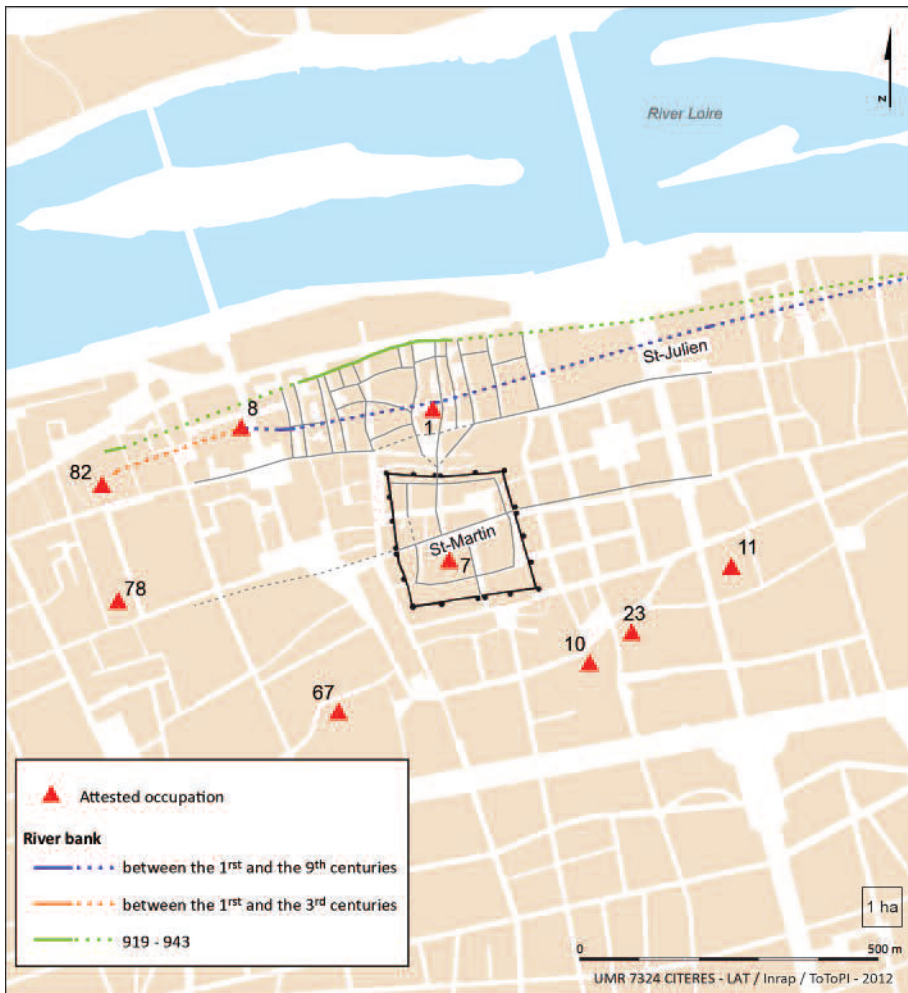 N
River Loire
St-Julien
8
1
82
St-Martin
7
11
78
23
10
67
Attested occupation
River bank
between the 1rst and the 9th centuries
between the 1rst and the 3rd centuries
919 - 943
1 ha
0 500 m
UMR 7324 CITERES - LAT / Inrap / ToToPI - 2012